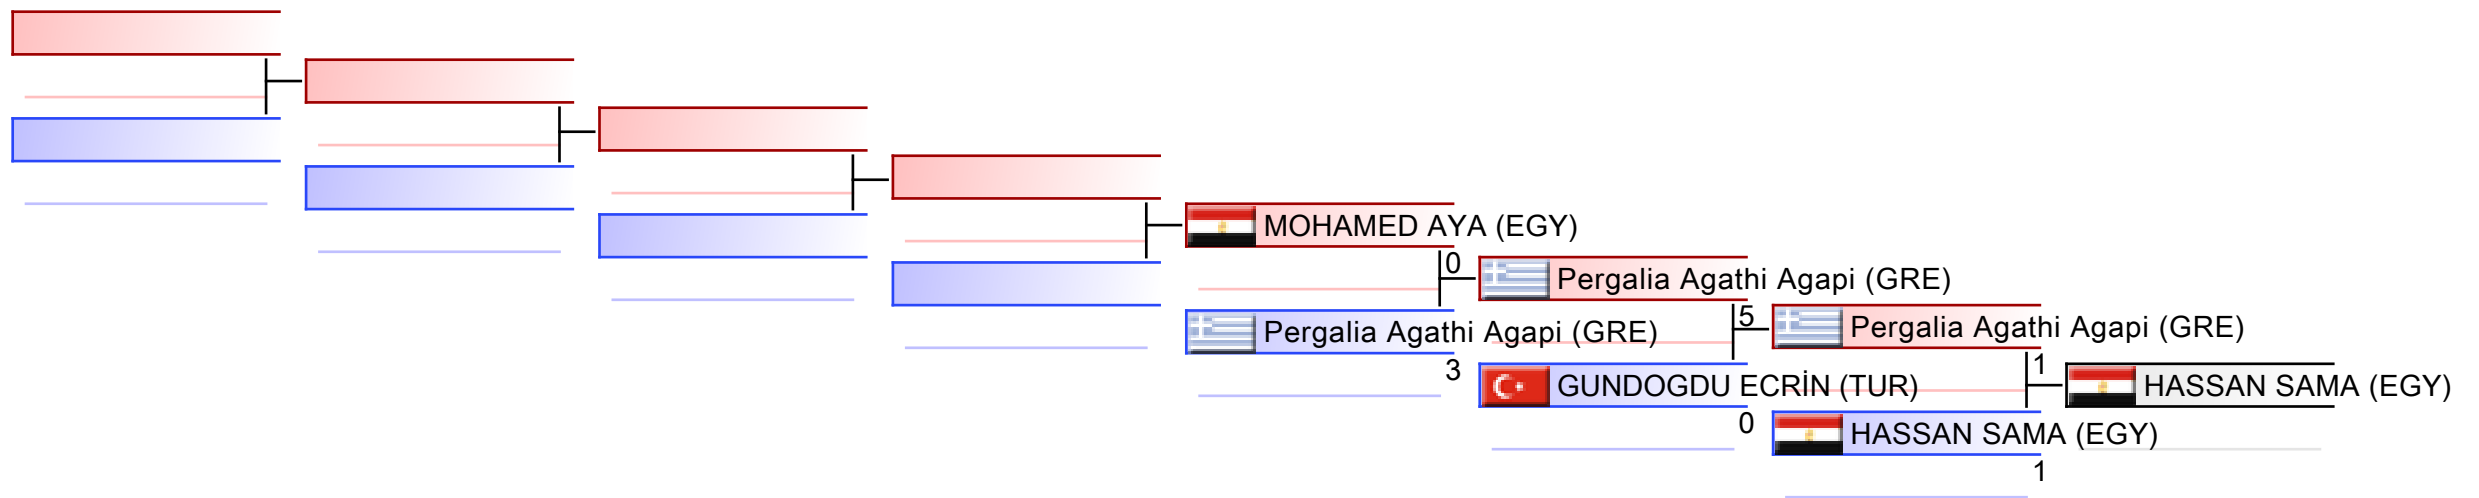 MOHAMED AYA (EGY)
0
Pergalia Agathi Agapi (GRE)
Pergalia Agathi Agapi (GRE)
3
5
Pergalia Agathi Agapi (GRE)
GUNDOGDU ECRİN (TUR)
0
1
HASSAN SAMA (EGY)
HASSAN SAMA (EGY)
1